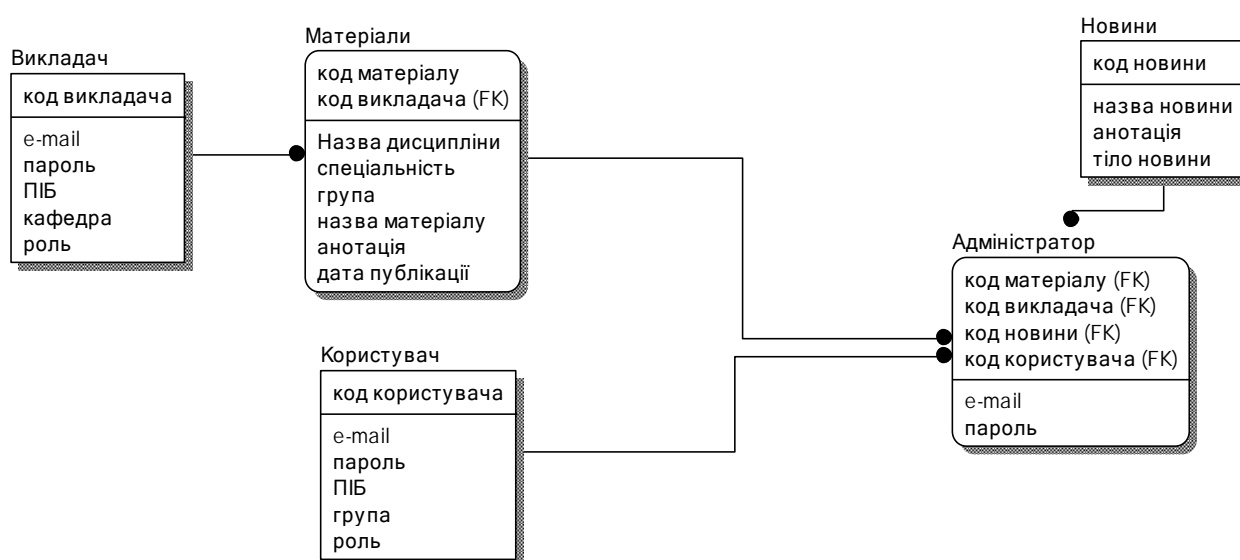 Викладач
код викладача
e-mail
пароль
ПІБ
кафедра
роль
Матеріали
код матеріалу
код викладача (FK)
Назва дисципліни
спеціальність
група
назва матеріалу
анотація
дата публікації
Користувач
код користувача
e-mail
пароль
ПІБ
група
роль
Новини
код новини
назва новини
анотація
тіло новини
Адміністратор
код матеріалу (FK)
код викладача (FK)
код новини (FK)
код користувача (FK)
e-mail
пароль